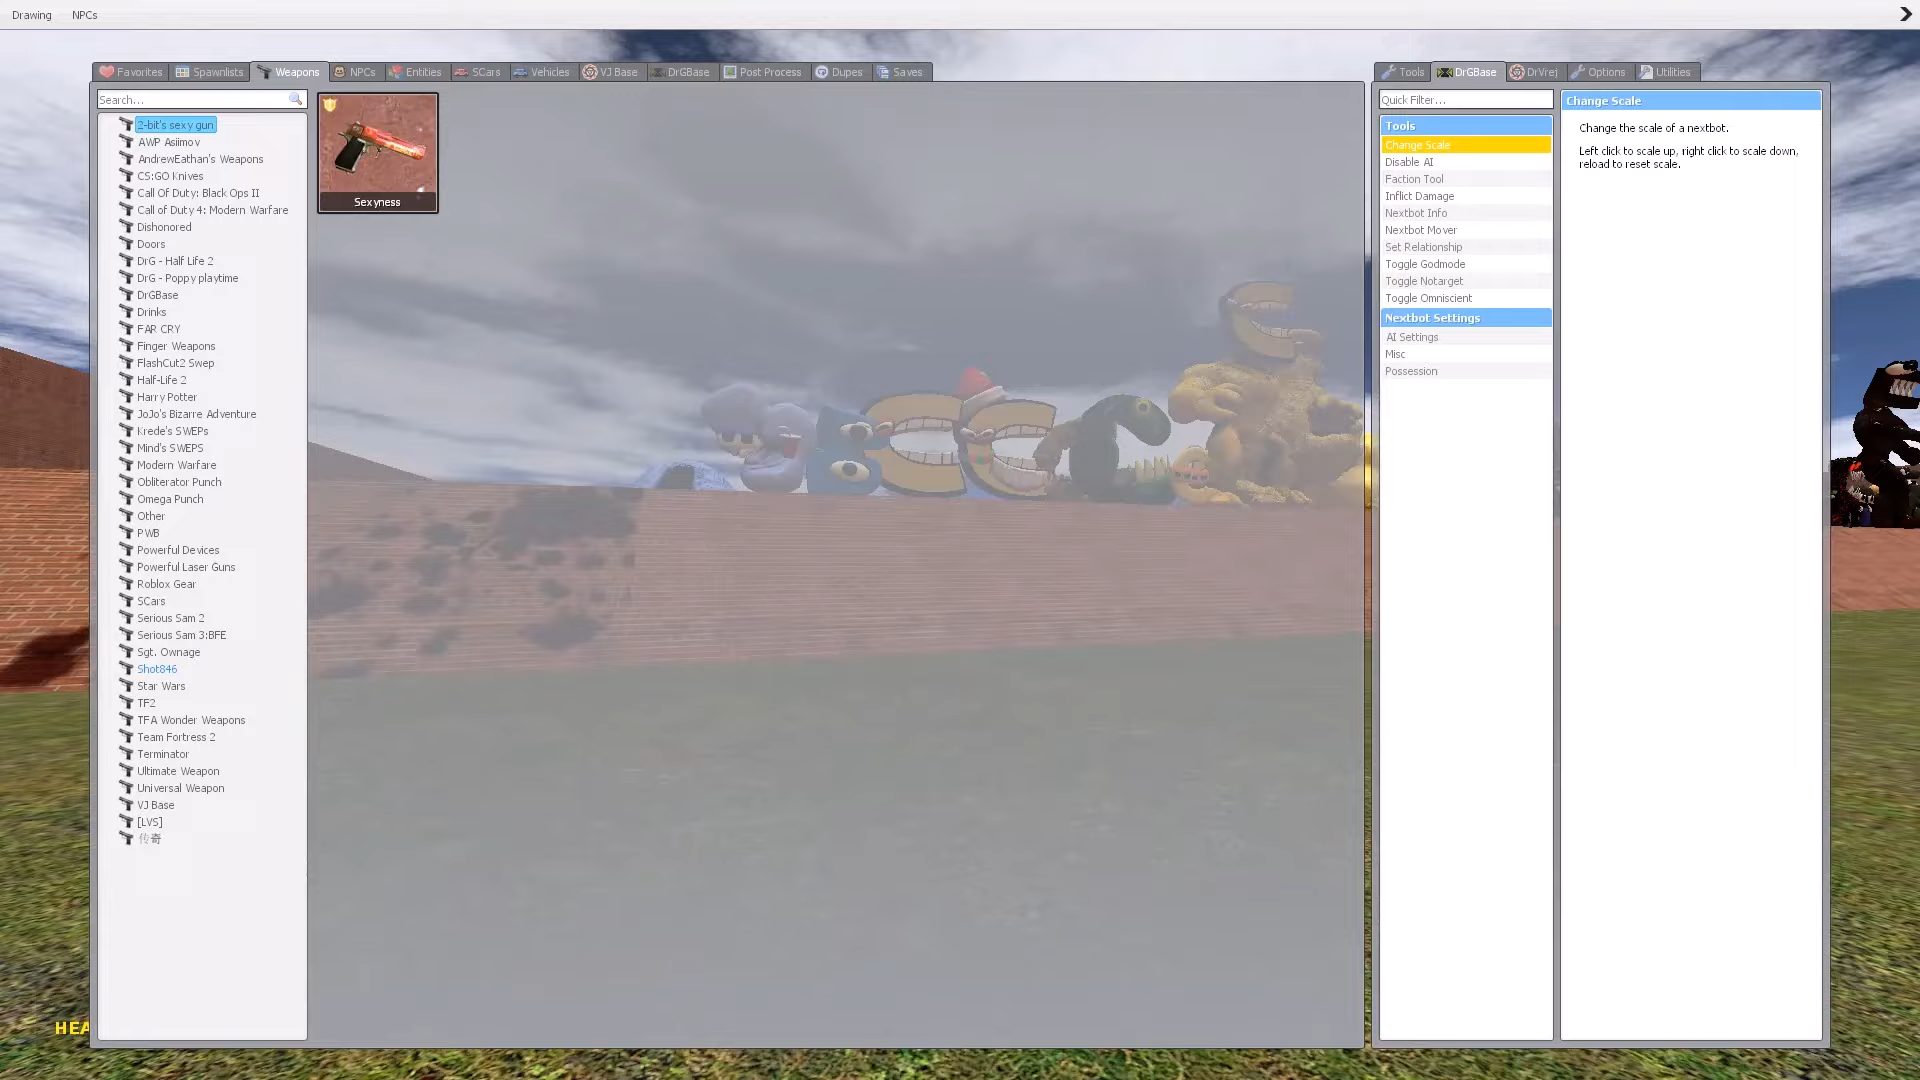 Drawing
NPCs
Favorites
Spawnlists
Weapons
NPCs
Entities
SCars
Vehicles
VJ Base
DrGBase
Post Process
Dupes
Saves
Tools
DrGBase
DrVrej
Options
Utilities
Search...
2-bit's sexy gun
AWP Asiimov
AndrewEathan's Weapons
CS:GO Knives
Call Of Duty: Black Ops II
Call of Duty 4: Modern Warfare
Dishonored
Doors
DrG - Half Life 2
DrG - Poppy playtime
DrGBase
Drinks
FAR CRY
Finger Weapons
FlashCut2 Swep
Half-Life 2
Harry Potter
JoJo's Bizarre Adventure
Krede's SWEPs
Mind's SWEPS
Modern Warfare
Obliterator Punch
Omega Punch
Other
PWB
Powerful Devices
Powerful Laser Guns
Roblox Gear
SCars
Serious Sam 2
Serious Sam 3:BFE
Sgt. Ownage
Shot846
Star Wars
TF2
TFA Wonder Weapons
Team Fortress 2
Terminator
Ultimate Weapon
Universal Weapon
VJ Base
[LVS]
传奇
Sexyness
Quick Filter...
Tools
Change Scale
Disable AI
Faction Tool
Inflict Damage
Nextbot Info
Nextbot Mover
Set Relationship
Toggle Godmode
Toggle Notarget
Toggle Omniscient
Nextbot Settings
AI Settings
Misc
Possession
Change Scale
Change the scale of a nextbot.
Left click to scale up, right click to scale down,
reload to reset scale.
HEA